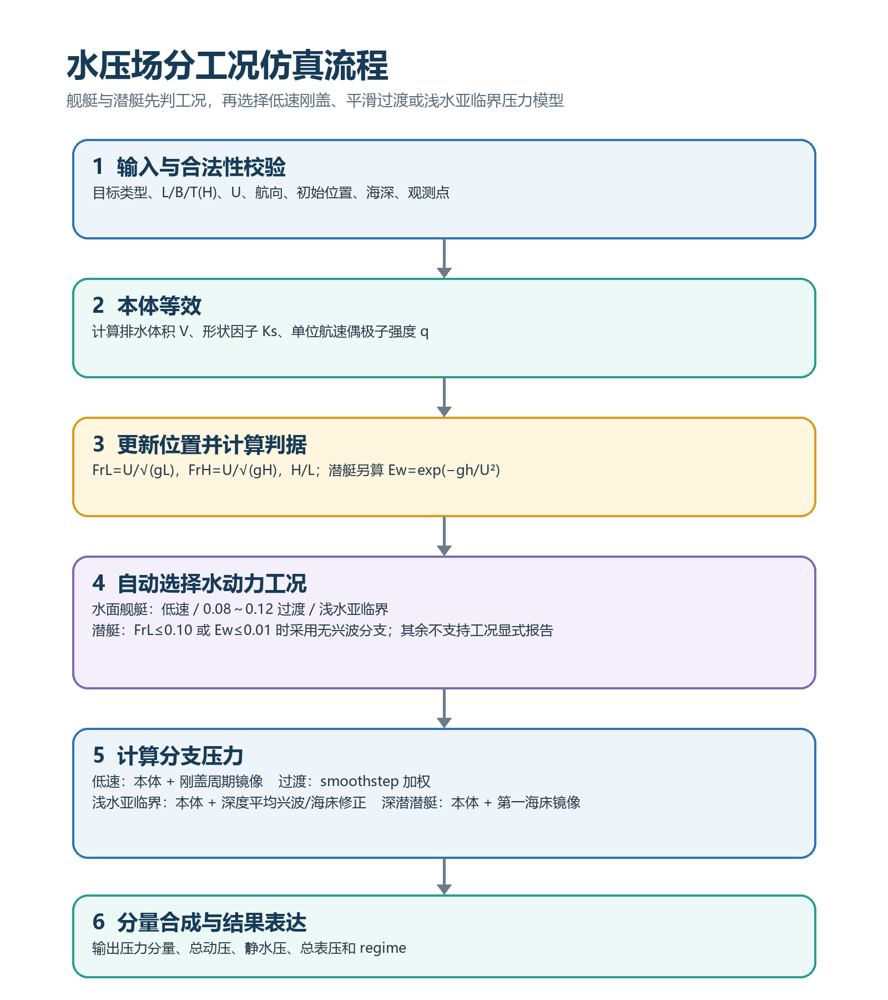 水压场分工况仿真流程
舰艇与潜艇先判工况，再选择低速刚盖、平滑过渡或浅水亚临界压力模型
1 输入与合法性校验
目标类型、L/B/T(H)、U、航向、初始位置、海深、观测点
2 本体等效
计算排水体积 V、形状因子 Ks、单位航速偶极子强度 q
3 更新位置并计算判据
FrL=U/√(gL)，FrH=U/√(gH)，H/L；潜艇另算 Ew=exp(−gh/U²)
4 自动选择水动力工况
水面舰艇：低速 / 0.08～0.12 过渡 / 浅水亚临界
潜艇：FrL≤0.10 或 Ew≤0.01 时采用无兴波分支；其余不支持工况显式报告
5 计算分支压力
低速：本体 + 刚盖周期镜像 过渡：smoothstep 加权
浅水亚临界：本体 + 深度平均兴波/海床修正 深潜潜艇：本体 + 第一海床镜像
6 分量合成与结果表达
输出压力分量、总动压、静水压、总表压和 regime